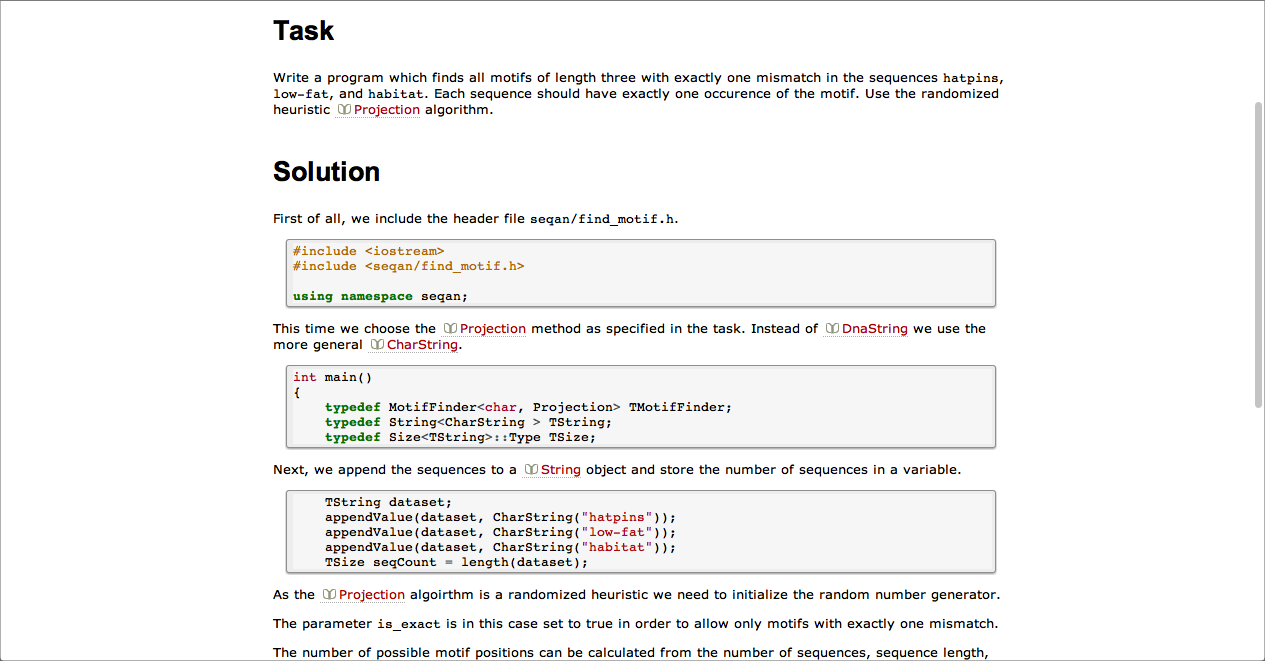 Task
Write a program which finds all motifs of length three with exactly one mismatch in the sequences hatpins,
low-fat, and habitat. Each sequence should have exactly one occurence of the motif. Use the randomized
heuristic Projection algorithm.
Solution
First of all, we include the header file seqan/find_motif.h.
#include <iostream>
#include <seqan/find_motif.h>
using namespace seqan;
This time we choose the Projection method as specified in the task. Instead of DnaString we use the
more general CharString.
int main()
{
    typedef MotifFinder<char, Projection> TMotifFinder;
    typedef String<CharString > TString;
    typedef Size<TString>::Type TSize;
Next, we append the sequences to a String object and store the number of sequences in a variable.
    TString dataset;
    appendValue(dataset, CharString("hatpins"));
    appendValue(dataset, CharString("low-fat"));
    appendValue(dataset, CharString("habitat"));
    TSize seqCount = length(dataset);
As the Projection algoirthm is a randomized heuristic we need to initialize the random number generator.
The parameter is_exact is in this case set to true in order to allow only motifs with exactly one mismatch.
The number of possible motif positions can be calculated from the number of sequences, sequence length,